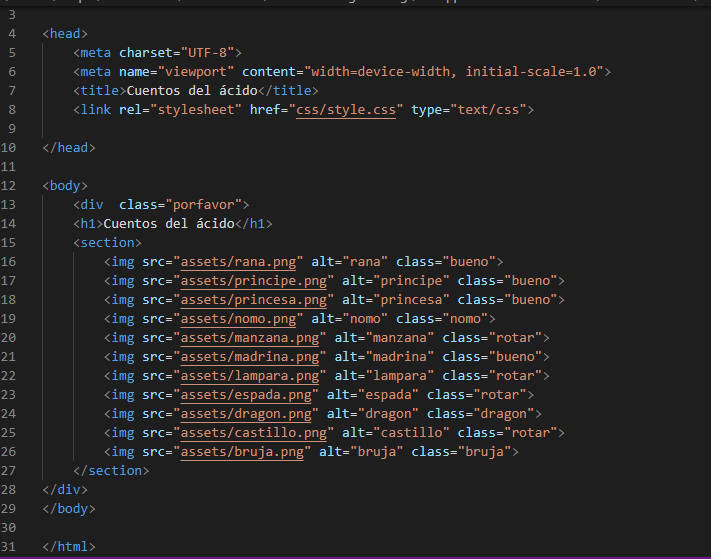 3
4 <head>
5 <meta charset="UTF-8">
6 <meta name="viewport" content="width=device-width, initial-scale=1.0">
7 <title>Cuentos del ácido</title>
8 <link rel="stylesheet" href="css/style.css" type="text/css">
9
10 </head>
11
12 <body>
13 <div  class="porfavor">
14 <h1>Cuentos del ácido</h1>
15 <section>
16 <img src="assets/rana.png" alt="rana" class="bueno">
17 <img src="assets/principe.png" alt="principe" class="bueno">
18 <img src="assets/princesa.png" alt="princesa" class="bueno">
19 <img src="assets/nomo.png" alt="nomo" class="nomo">
20 <img src="assets/manzana.png" alt="manzana" class="rotar">
21 <img src="assets/madrina.png" alt="madrina" class="bueno">
22 <img src="assets/lampara.png" alt="lampara" class="rotar">
23 <img src="assets/espada.png" alt="espada" class="rotar">
24 <img src="assets/dragon.png" alt="dragon" class="dragon">
25 <img src="assets/castillo.png" alt="castillo" class="rotar">
26 <img src="assets/bruja.png" alt="bruja" class="bruja">
27 </section>
28 </div>
29 </body>
30
31 </html>